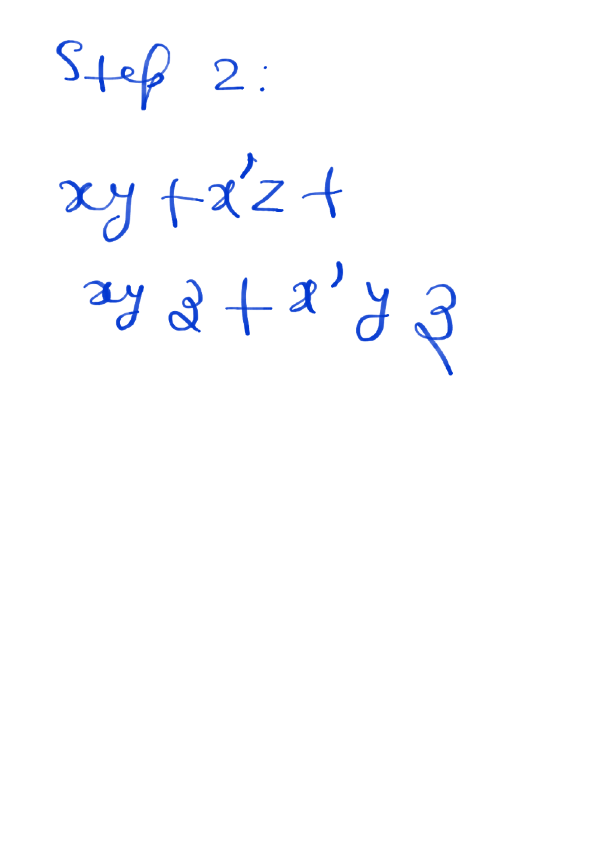 Step 2:
xy + x'z +
xyz + x'yz